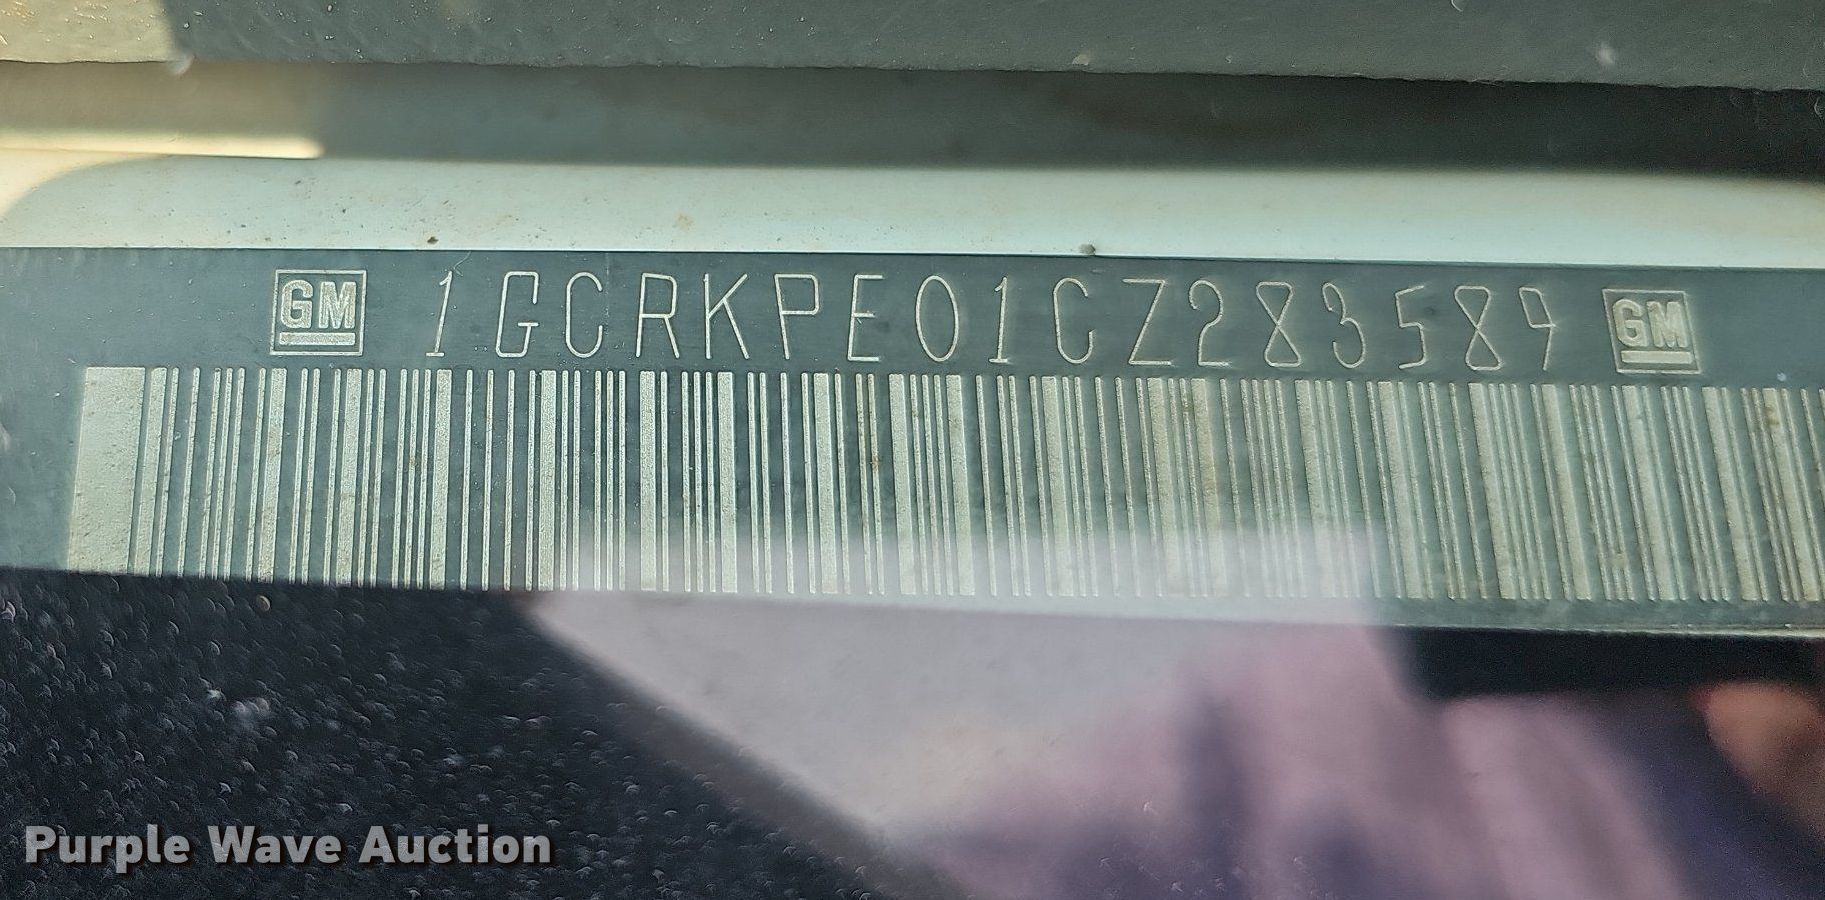 GM 1GCRKPE01CZ283589 GM
Purple Wave Auction